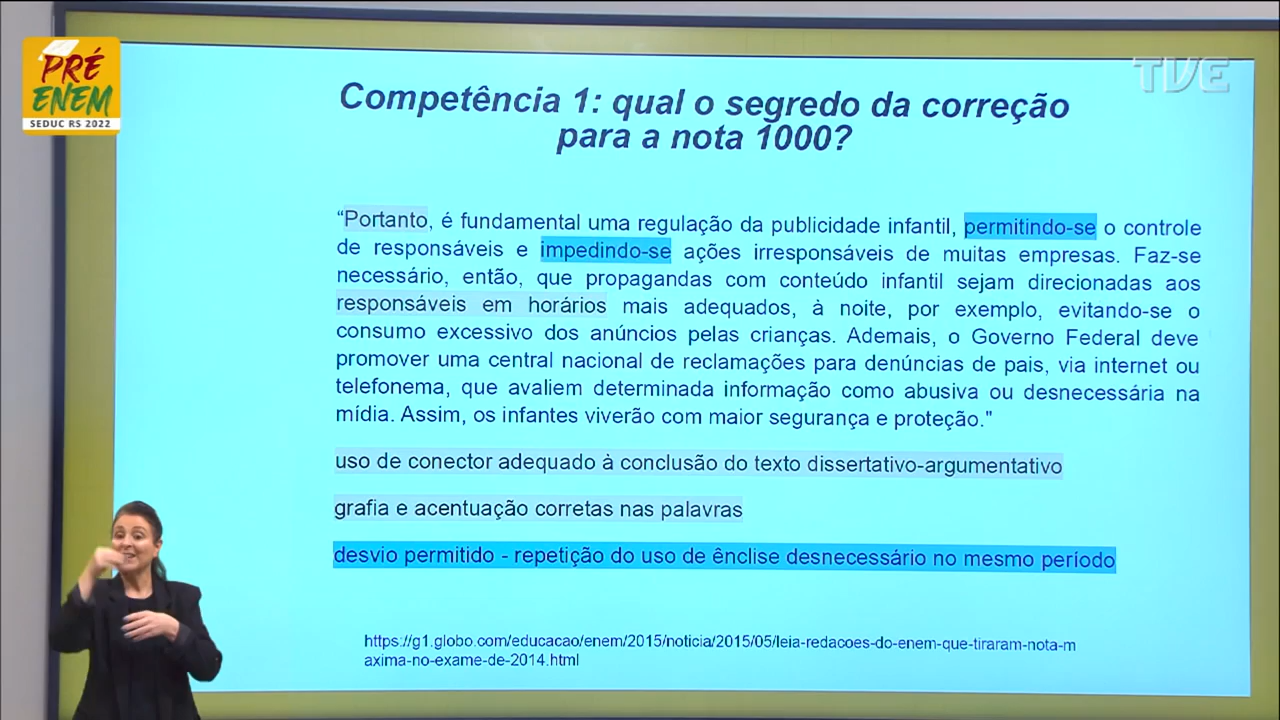 PRÉ
ENEM
SEDUC RS 2022
TVE
Competência 1: qual o segredo da correção
para a nota 1000?
“Portanto, é fundamental uma regulação da publicidade infantil, permitindo-se o controle
de responsáveis e impedindo-se ações irresponsáveis de muitas empresas. Faz-se
necessário, então, que propagandas com conteúdo infantil sejam direcionadas aos
responsáveis em horários mais adequados, à noite, por exemplo, evitando-se o
consumo excessivo dos anúncios pelas crianças. Ademais, o Governo Federal deve
promover uma central nacional de reclamações para denúncias de pais, via internet ou
telefonema, que avaliem determinada informação como abusiva ou desnecessária na
mídia. Assim, os infantes viverão com maior segurança e proteção."
uso de conector adequado à conclusão do texto dissertativo-argumentativo
grafia e acentuação corretas nas palavras
desvio permitido - repetição do uso de ênclise desnecessário no mesmo período
https://g1.globo.com/educacao/enem/2015/noticia/2015/05/leia-redacoes-do-enem-que-tiraram-nota-m
axima-no-exame-de-2014.html